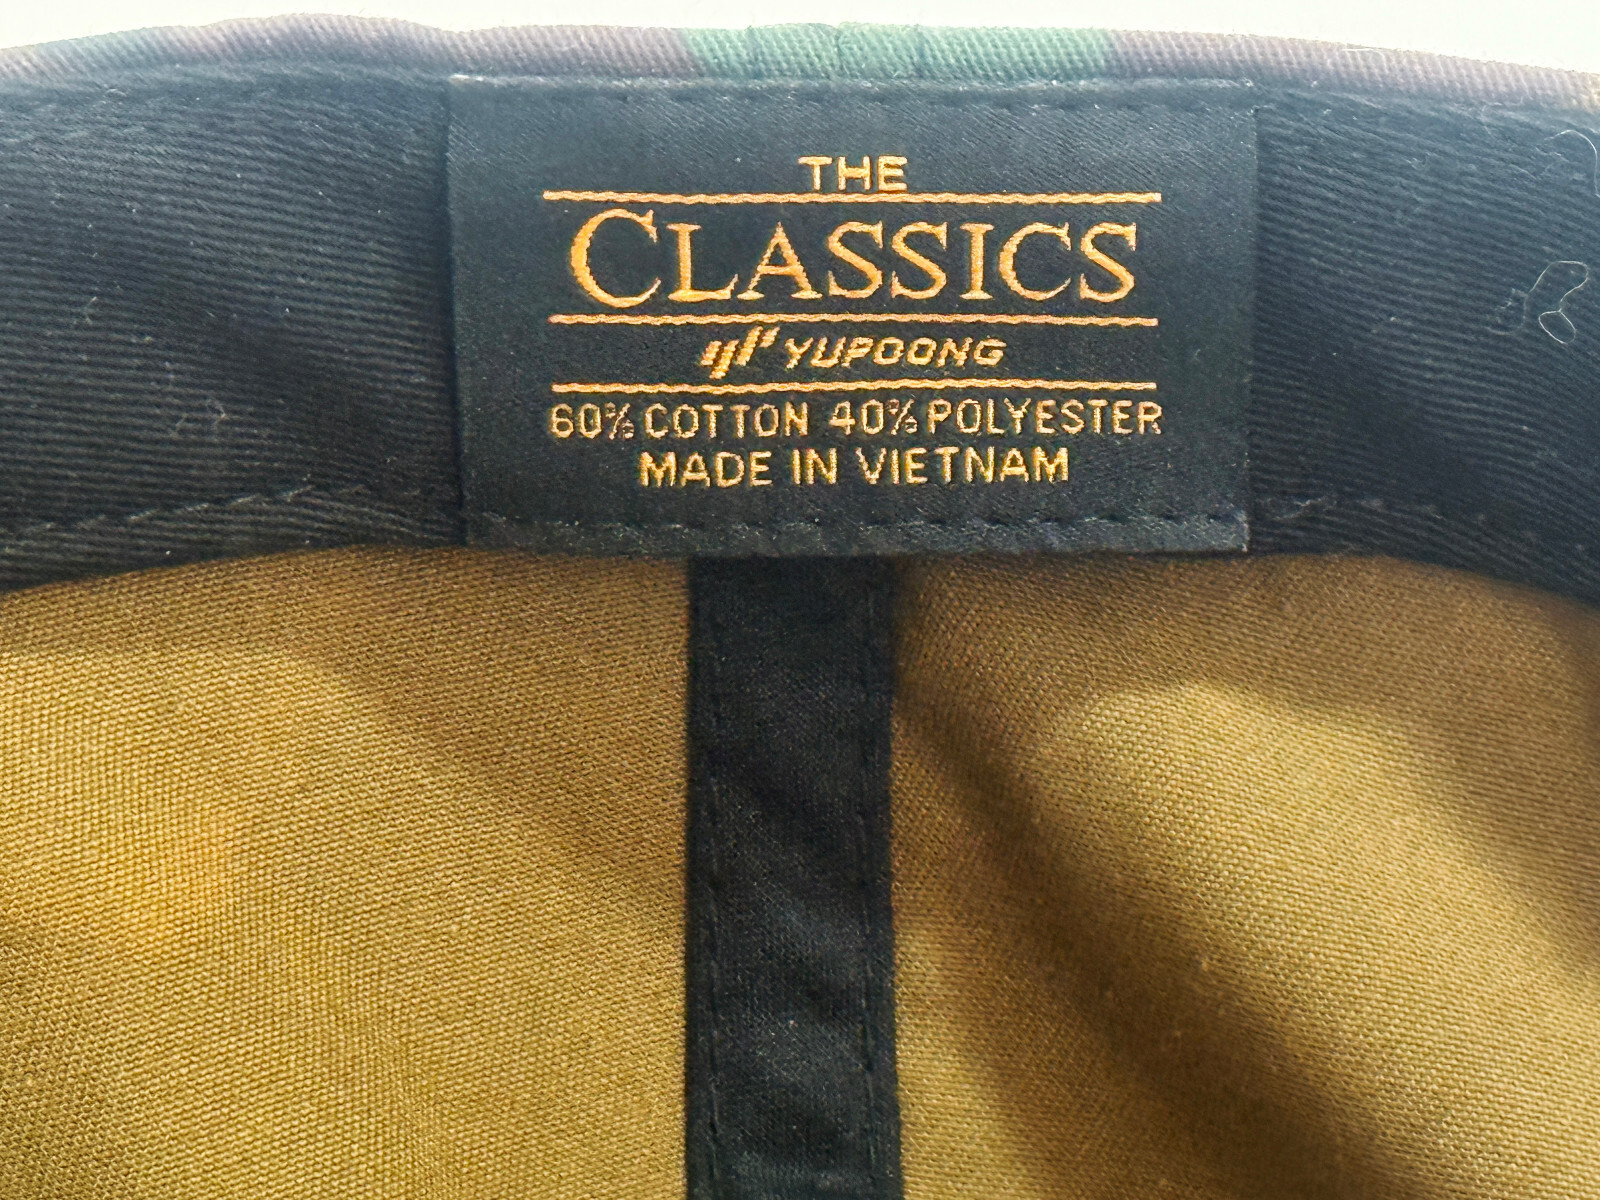 THE
CLASSICS
YUPOONG
60% COTTON 40% POLYESTER
MADE IN VIETNAM